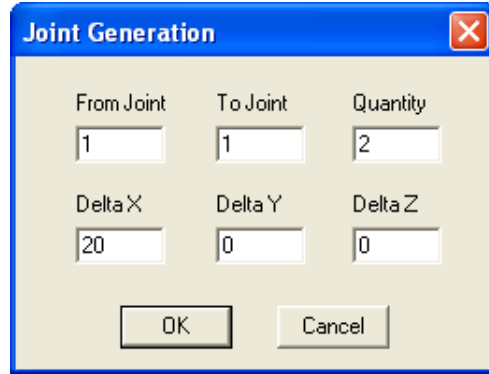 Joint Generation
From Joint To Joint Quantity
1 1 2
Delta X Delta Y Delta Z
20 0 0
OK Cancel